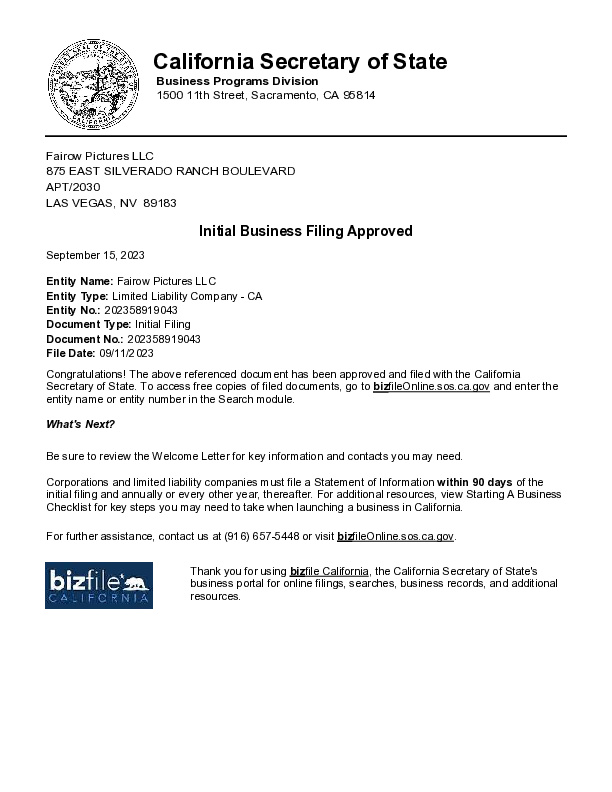 California Secretary of State
Business Programs Division
1500 11th Street, Sacramento, CA 95814
Fairow Pictures LLC
875 EAST SILVERADO RANCH BOULEVARD
APT/2030
LAS VEGAS, NV  89183
Initial Business Filing Approved
September 15, 2023
Entity Name: Fairow Pictures LLC
Entity Type: Limited Liability Company - CA
Entity No.: 202358919043
Document Type: Initial Filing
Document No.: 202358919043
File Date: 09/11/2023
Congratulations! The above referenced document has been approved and filed with the California
Secretary of State. To access free copies of filed documents, go to bizfileOnline.sos.ca.gov and enter the
entity name or entity number in the Search module.
What's Next?
Be sure to review the Welcome Letter for key information and contacts you may need.
Corporations and limited liability companies must file a Statement of Information within 90 days of the
initial filing and annually or every other year, thereafter. For additional resources, view Starting A Business
Checklist for key steps you may need to take when launching a business in California.
For further assistance, contact us at (916) 657-5448 or visit bizfileOnline.sos.ca.gov.
bizfile
CALIFORNIA
Thank you for using bizfile California, the California Secretary of State's
business portal for online filings, searches, business records, and additional
resources.